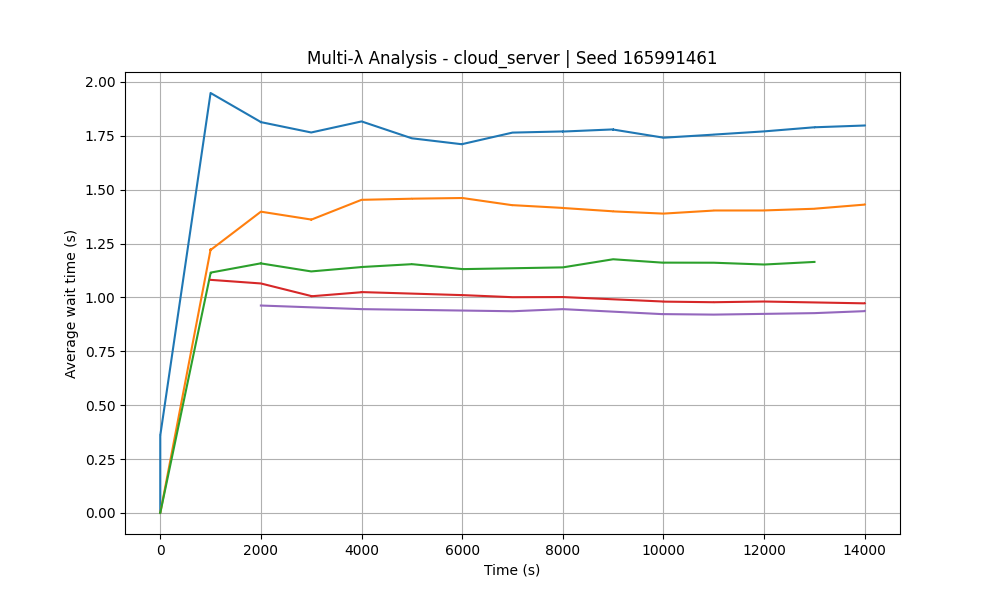 Multi-λ Analysis - cloud_server | Seed 165991461
2.00
1.75
1.50
1.25
1.00
0.75
0.50
0.25
0.00
Average wait time (s)
0 2000 4000 6000 8000 10000 12000 14000
Time (s)